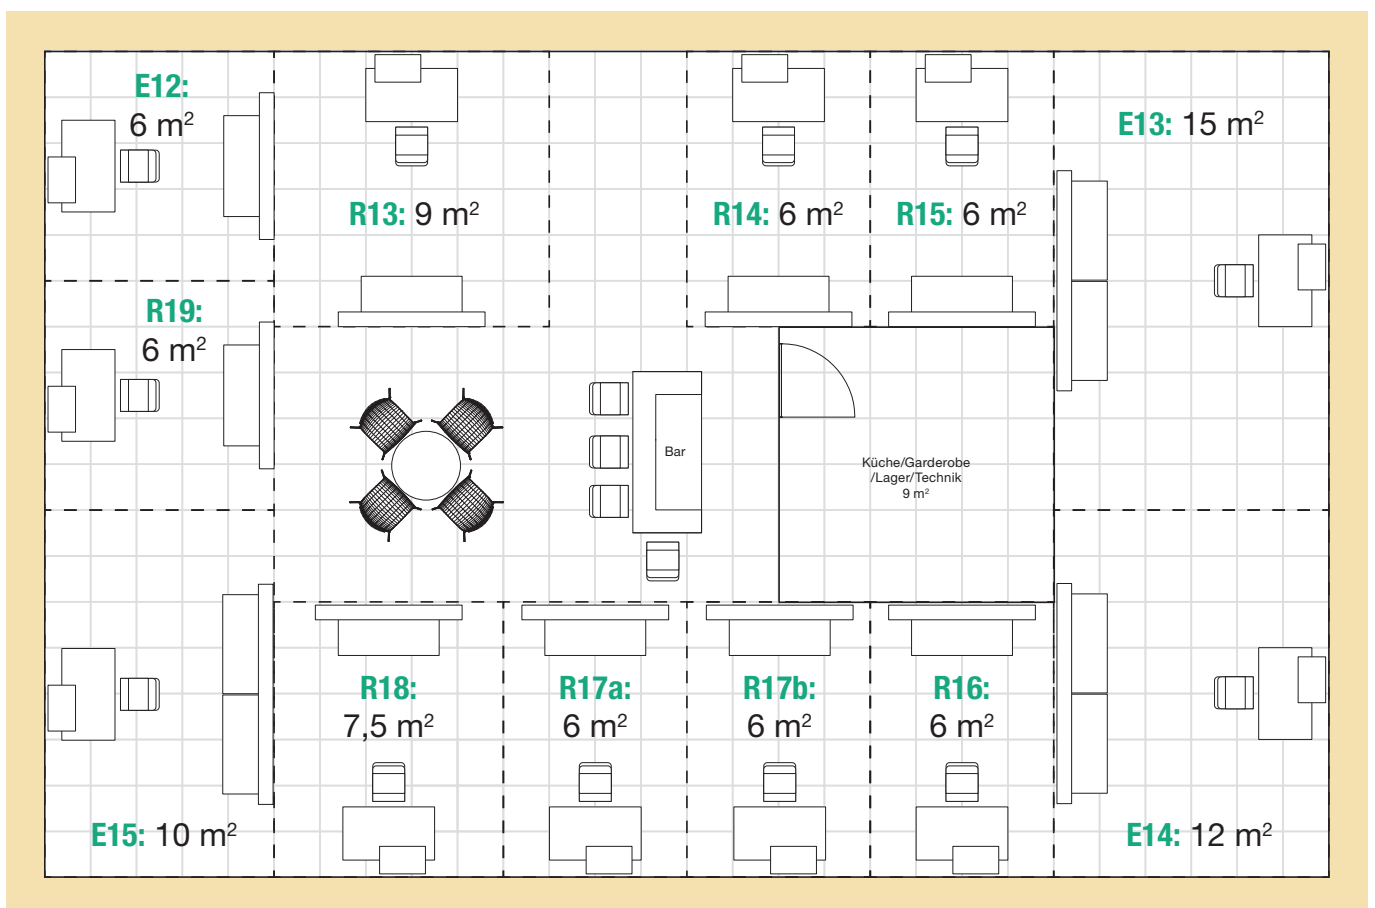 E12:
6 m²
E13: 15 m²
R13: 9 m²
R14: 6 m²
R15: 6 m²
R19:
6 m²
Bar
Küche/Garderobe
/Lager/Technik
9 m²
R18:
7,5 m²
R17a:
6 m²
R17b:
6 m²
R16:
6 m²
E15: 10 m²
E14: 12 m²